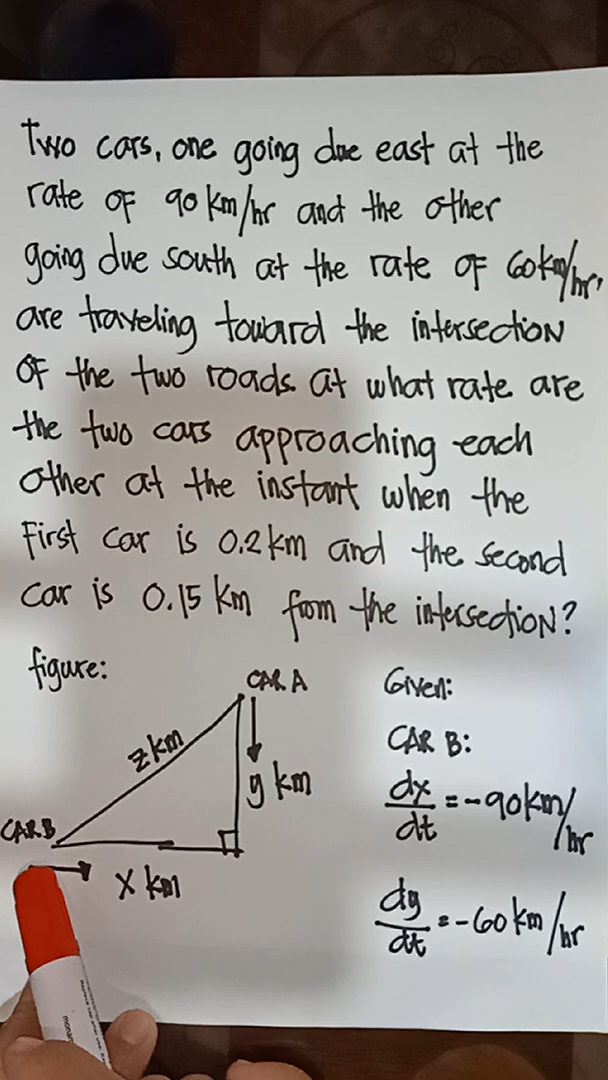 Two cars, one going due east at the
rate of 90 km/hr and the other
going due south at the rate of 60 km/hr,
are traveling toward the intersection
of the two roads. at what rate are
the two cars approaching each
other at the instant when the
First car is 0.2 km and the second
car is 0.15 km from the intersection?
figure:
CAR A
z km
y km
CAR B
x km
Given:
CAR B:
dx/dt = -90 km/hr
dy/dt = -60 km/hr